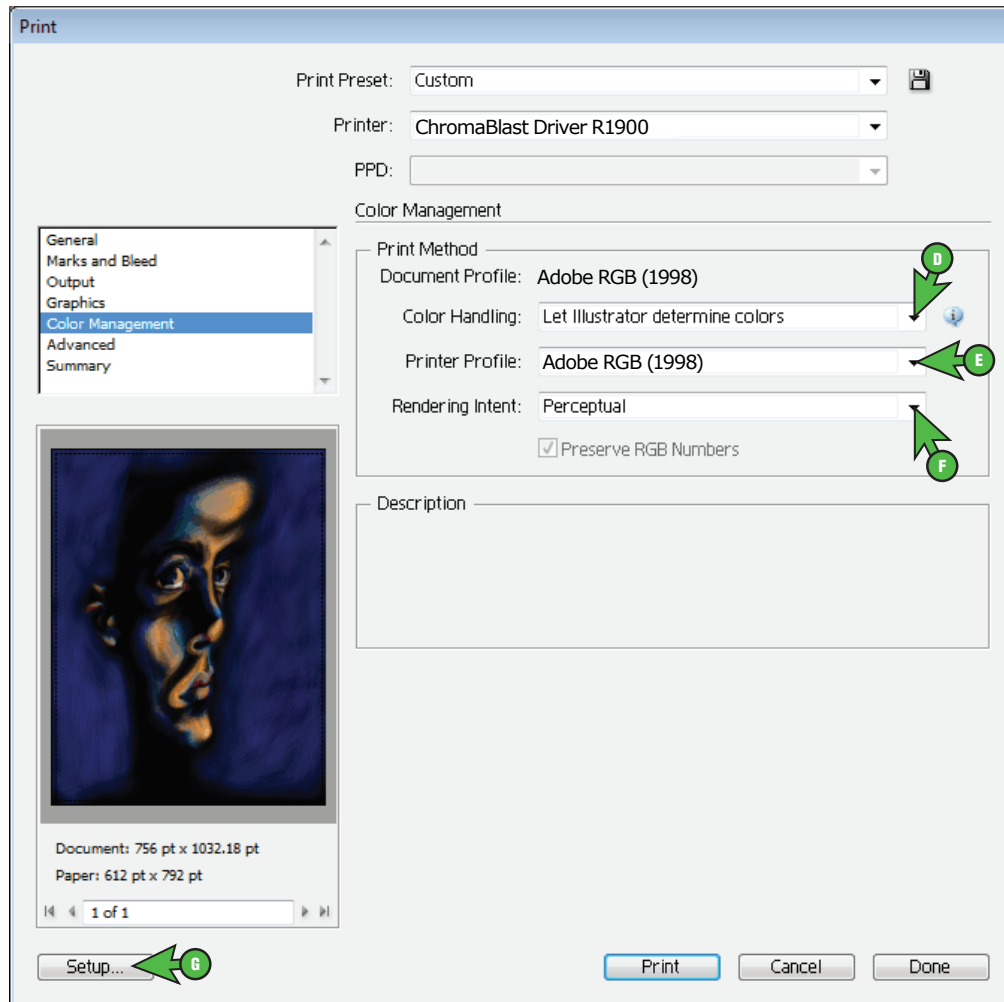 Print
Print Preset: Custom
Printer: ChromaBlast Driver R1900
PPD:
Color Management
General
Marks and Bleed
Output
Graphics
Color Management
Advanced
Summary
Print Method
Document Profile: Adobe RGB (1998)
D
Color Handling: Let Illustrator determine colors
Printer Profile: Adobe RGB (1998)
E
Rendering Intent: Perceptual
F
Preserve RGB Numbers
Description
Document: 756 pt x 1032.18 pt
Paper: 612 pt x 792 pt
1 of 1
Setup... G Print Cancel Done